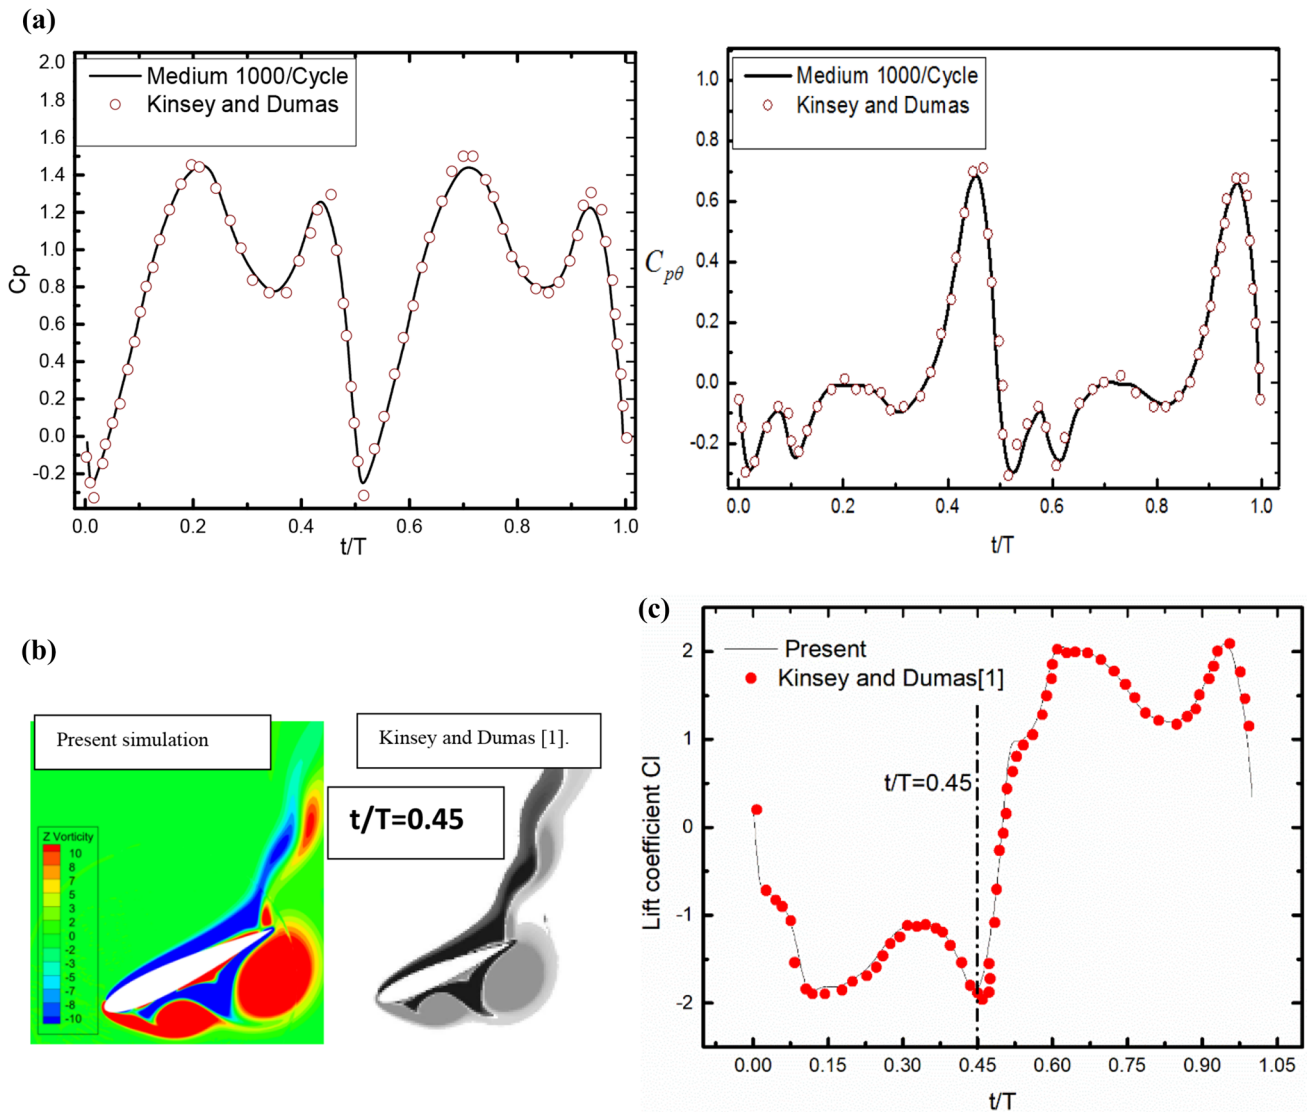 (a)
Medium 1000/Cycle
Kinsey and Dumas
2.0
1.8
1.6
1.4
1.2
1.0
0.8
0.6
0.4
0.2
0.0
-0.2
Cp
0.0 0.2 0.4 0.6 0.8 1.0
t/T
Medium 1000/Cycle
Kinsey and Dumas
1.0
0.8
0.6
0.4
0.2
0.0
-0.2
Cpθ
0.0 0.2 0.4 0.6 0.8 1.0
t/T
(b)
Present simulation
Kinsey and Dumas [1].
t/T=0.45
Z Vorticity
10
8
7
5
3
2
0
-2
-3
-5
-7
-8
-10
(c)
Present
Kinsey and Dumas[1]
t/T=0.45
2
1
0
-1
-2
Lift coefficient Cl
0.00 0.15 0.30 0.45 0.60 0.75 0.90 1.05
t/T